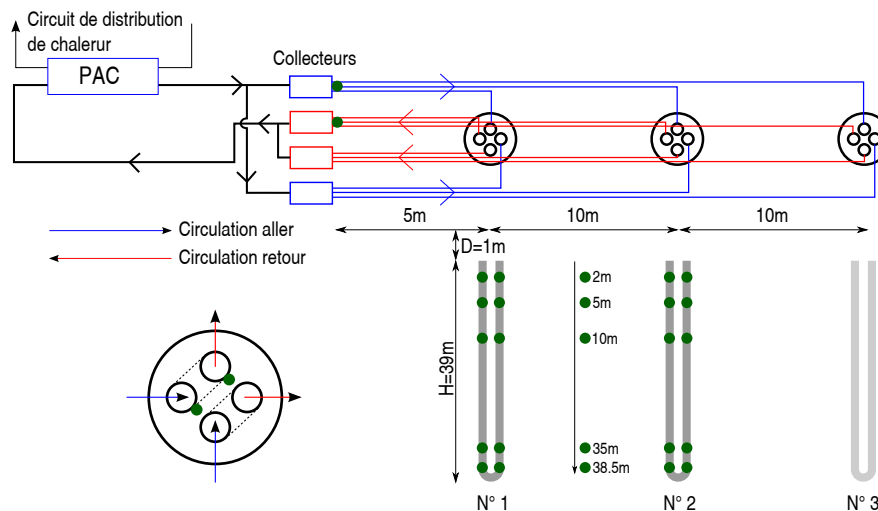 Circuit de distribution
de chalerur
PAC
Collecteurs
5m
10m
10m
D=1m
Circulation aller
Circulation retour
H=39m
2m
5m
10m
35m
38.5m
N° 1
N° 2
N° 3